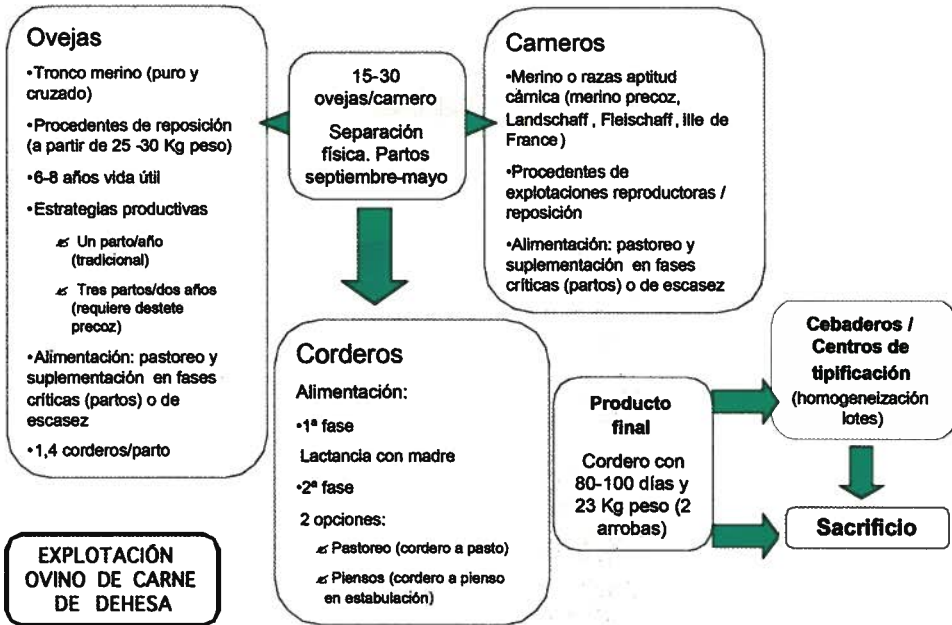 Ovejas
•Tronco merino (puro y
cruzado)
•Procedentes de reposición
(a partir de 25 -30 Kg peso)
•6-8 años vida útil
•Estrategias productivas
Un parto/año
(tradicional)
Tres partos/dos años
(requiere destete
precoz)
•Alimentación: pastoreo y
suplementación en fases
críticas (partos) o de
escasez
•1,4 corderos/parto
15-30
ovejas/carnero
Separación
física. Partos
septiembre-mayo
Carneros
•Merino o razas aptitud
cárnica (merino precoz,
Landschaff, Fleischaff, ille de
France)
•Procedentes de
explotaciones reproductoras /
reposición
•Alimentación: pastoreo y
suplementación en fases
críticas (partos) o de escasez
Corderos
Alimentación:
•1ª fase
Lactancia con madre
•2ª fase
2 opciones:
Pastoreo (cordero a pasto)
Piensos (cordero a pienso
en estabulación)
Producto
final
Cordero con
80-100 días y
23 Kg peso (2
arrobas)
Cebaderos /
Centros de
tipificación
(homogeneización
lotes)
Sacrificio
EXPLOTACIÓN
OVINO DE CARNE
DE DEHESA